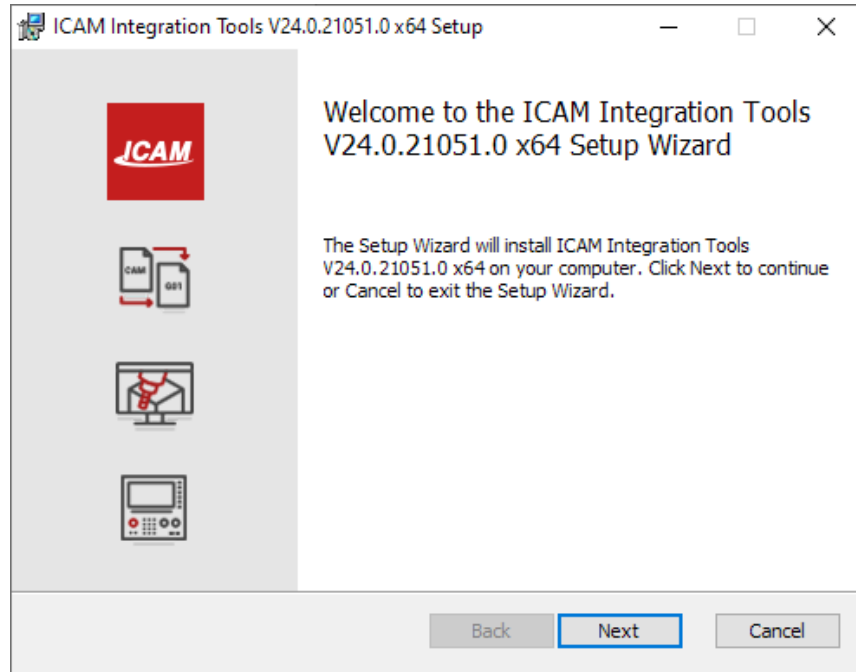 ICAM Integration Tools V24.0.21051.0 x64 Setup
ICAM
CAM
G01
Welcome to the ICAM Integration Tools
V24.0.21051.0 x64 Setup Wizard
The Setup Wizard will install ICAM Integration Tools
V24.0.21051.0 x64 on your computer. Click Next to continue
or Cancel to exit the Setup Wizard.
Back
Next
Cancel